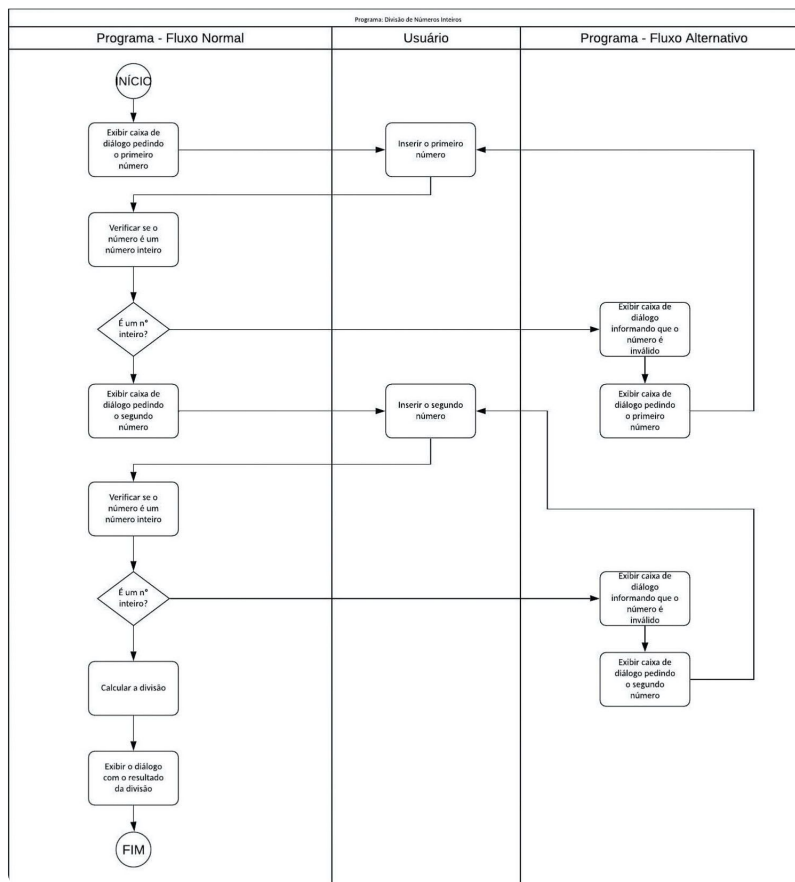 Programa: Divisão de Números Inteiros
Programa - Fluxo Normal
Usuário
Programa - Fluxo Alternativo
INÍCIO
Exibir caixa de
diálogo pedindo
o primeiro
número
Inserir o primeiro
número
Verificar se o
número é um
número inteiro
É um nº
inteiro?
Exibir caixa de
diálogo
informando que o
número é
inválido
Exibir caixa de
diálogo pedindo
o primeiro
número
Exibir caixa de
diálogo pedindo
o segundo
número
Inserir o segundo
número
Verificar se o
número é um
número inteiro
É um nº
inteiro?
Exibir caixa de
diálogo
informando que o
número é
inválido
Exibir caixa de
diálogo pedindo
o segundo
número
Calcular a divisão
Exibir o diálogo
com o resultado
da divisão
FIM